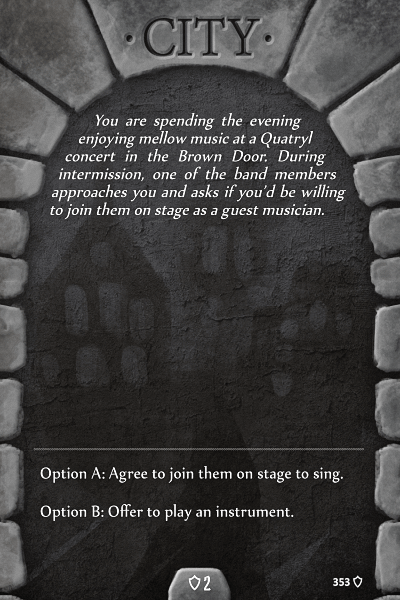 ·CITY·
You are spending the evening
enjoying mellow music at a Quatryl
concert in the Brown Door. During
intermission, one of the band members
approaches you and asks if you'd be willing
to join them on stage as a guest musician.
Option A: Agree to join them on stage to sing.
Option B: Offer to play an instrument.
2
353